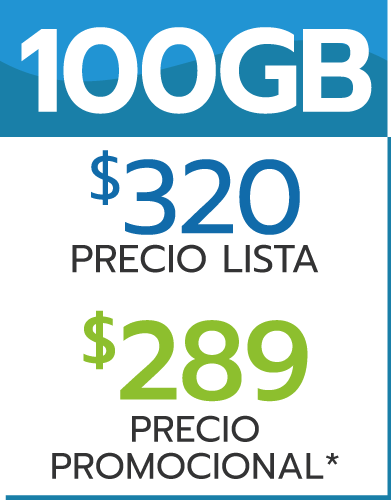 100GB
$320
PRECIO LISTA
$289
PRECIO
PROMOCIONAL*